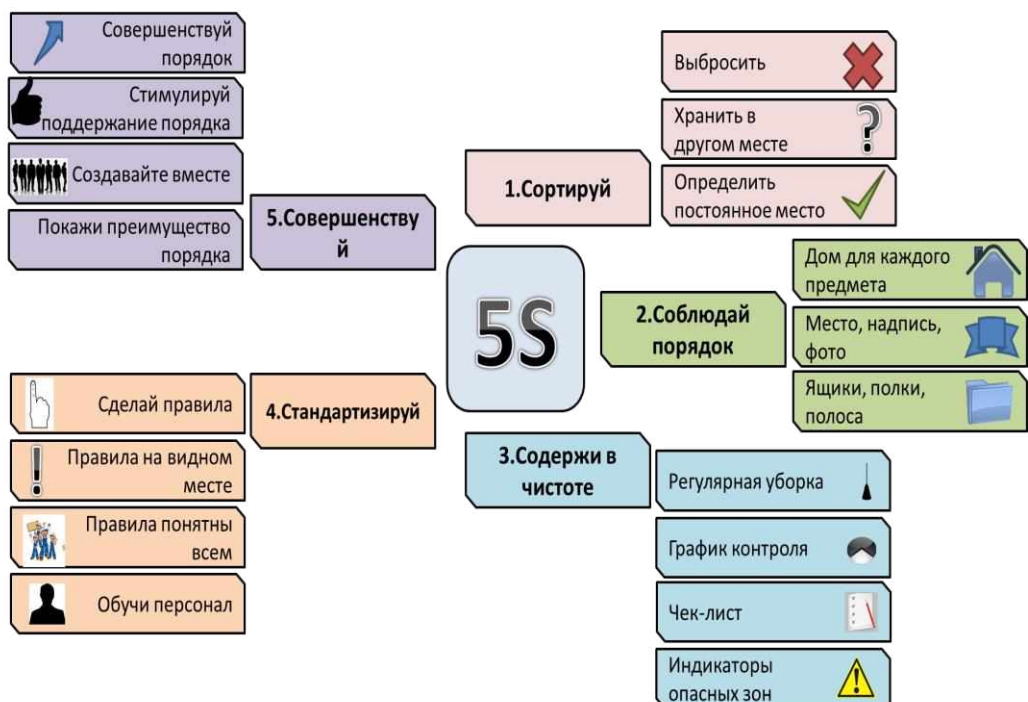 5S
1.Сортируй
Выбросить
Хранить в
другом месте
Определить
постоянное место
2.Соблюдай
порядок
Дом для каждого
предмета
Место, надпись,
фото
Ящики, полки,
полоса
3.Содержи в
чистоте
Регулярная уборка
График контроля
Чек-лист
Индикаторы
опасных зон
4.Стандартизируй
Сделай правила
Правила на видном
месте
Правила понятны
всем
Обучи персонал
5.Совершенству
й
Совершенствуй
порядок
Стимулируй
поддержание порядка
Создавайте вместе
Покажи преимущество
порядка